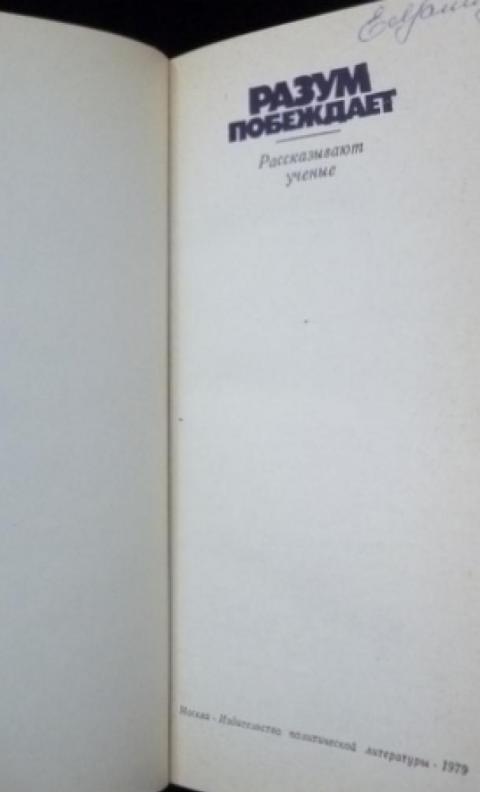 РАЗУМ
ПОБЕЖДАЕТ
Рассказывают
ученые
Москва · Издательство политической литературы · 1979